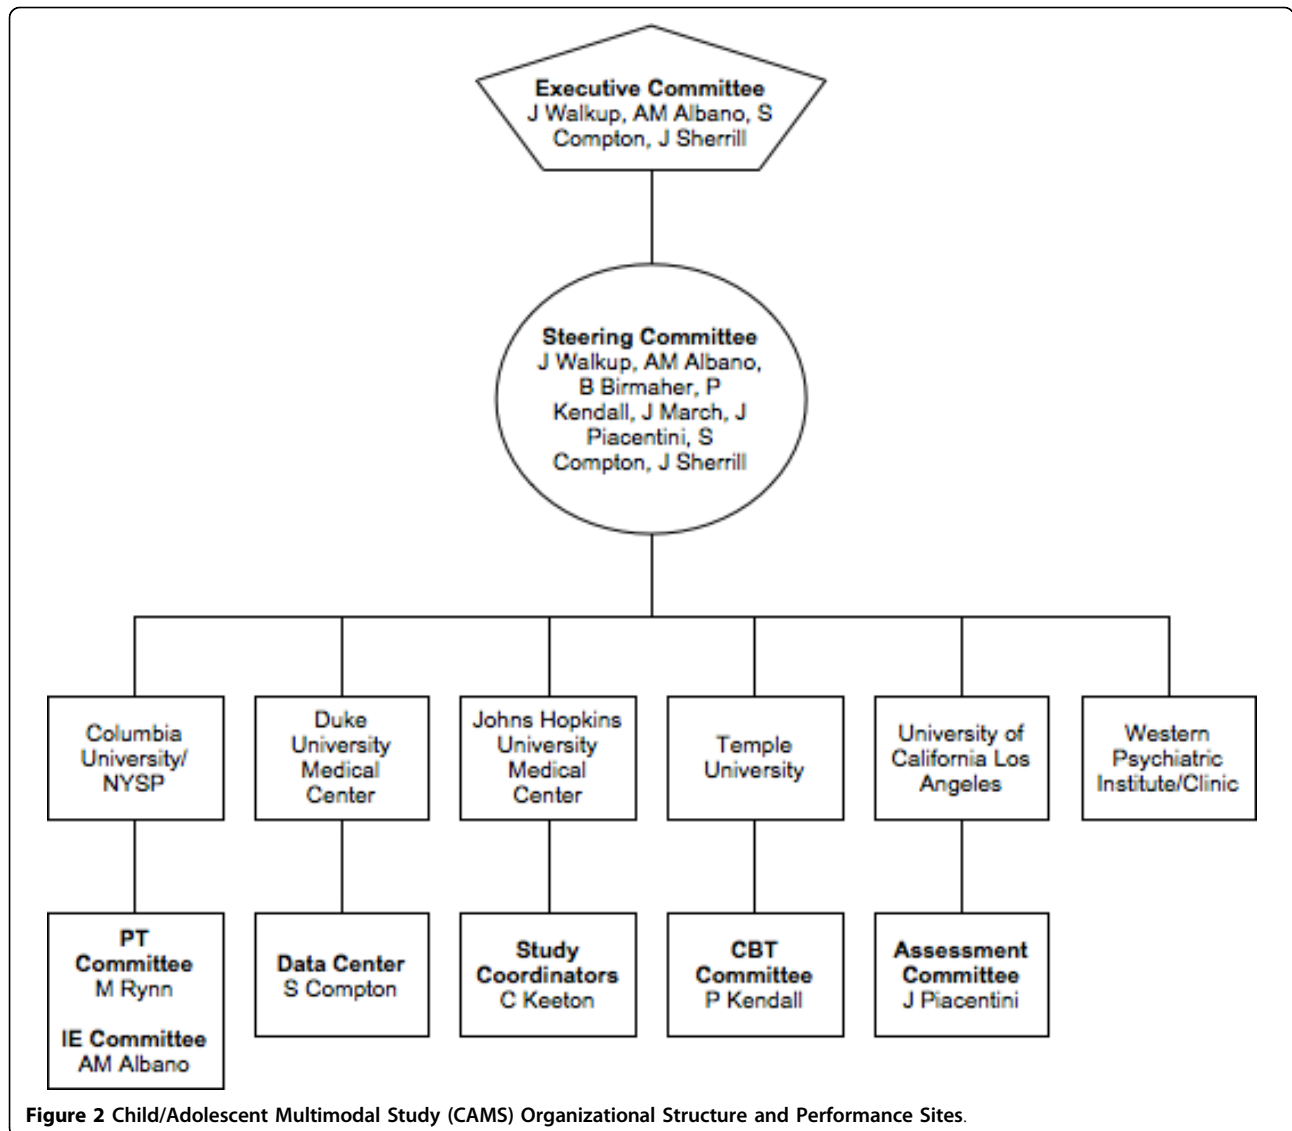 Executive Committee
J Walkup, AM Albano, S
Compton, J Sherrill
Steering Committee
J Walkup, AM Albano,
B Birmaher, P
Kendall, J March, J
Piacentini, S
Compton, J Sherrill
Columbia
University/
NYSP
Duke
University
Medical
Center
Johns Hopkins
University
Medical
Center
Temple
University
University of
California Los
Angeles
Western
Psychiatric
Institute/Clinic
PT
Committee
M Rynn
IE Committee
AM Albano
Data Center
S Compton
Study
Coordinators
C Keeton
CBT
Committee
P Kendall
Assessment
Committee
J Piacentini
Figure 2 Child/Adolescent Multimodal Study (CAMS) Organizational Structure and Performance Sites.